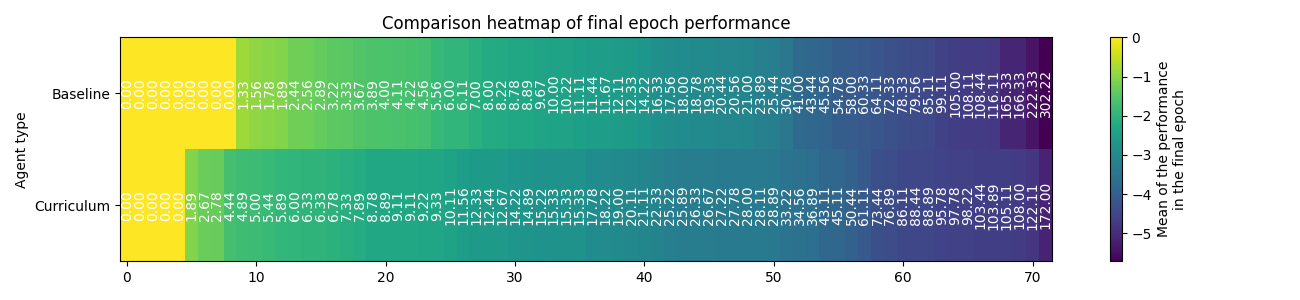 Comparison heatmap of final epoch performance
Agent type
Baseline
0.00 0.00 0.00 0.00 0.00 0.00 0.00 0.00 0.00 1.33 1.56 1.78 1.89 2.44 2.56 2.89 3.22 3.33 3.67 3.89 4.00 4.11 4.22 4.56 5.56 6.00 6.11 7.00 7.00 8.22 8.78 8.89 9.67 10.00 10.22 11.11 11.44 11.67 12.11 12.33 14.22 16.33 17.56 18.00 18.78 19.33 20.44 20.56 21.00 23.89 25.44 30.78 41.00 43.44 45.56 54.78 58.00 60.33 64.11 72.33 78.33 79.56 85.11 99.11 105.00 108.11 114.44 116.11 165.33 166.33 222.33 302.22
Curriculum
0.00 0.00 0.00 0.00 0.00 1.89 2.67 2.78 4.44 4.89 5.00 5.44 5.89 6.00 6.33 6.78 7.33 7.89 8.78 8.89 9.11 9.11 9.22 9.33 10.11 11.56 12.33 12.44 12.67 14.22 14.89 15.22 15.33 15.33 15.33 17.78 18.22 19.00 20.11 20.11 22.33 25.22 25.89 26.33 26.67 27.22 27.78 28.00 28.11 28.89 33.22 34.56 36.89 43.11 45.11 50.44 61.11 73.44 76.89 86.11 88.44 88.89 95.78 97.78 98.22 103.44 103.89 105.11 108.00 122.11 172.00
0 10 20 30 40 50 60 70
0
−1
−2
−3
−4
−5
Mean of the performance
in the final epoch